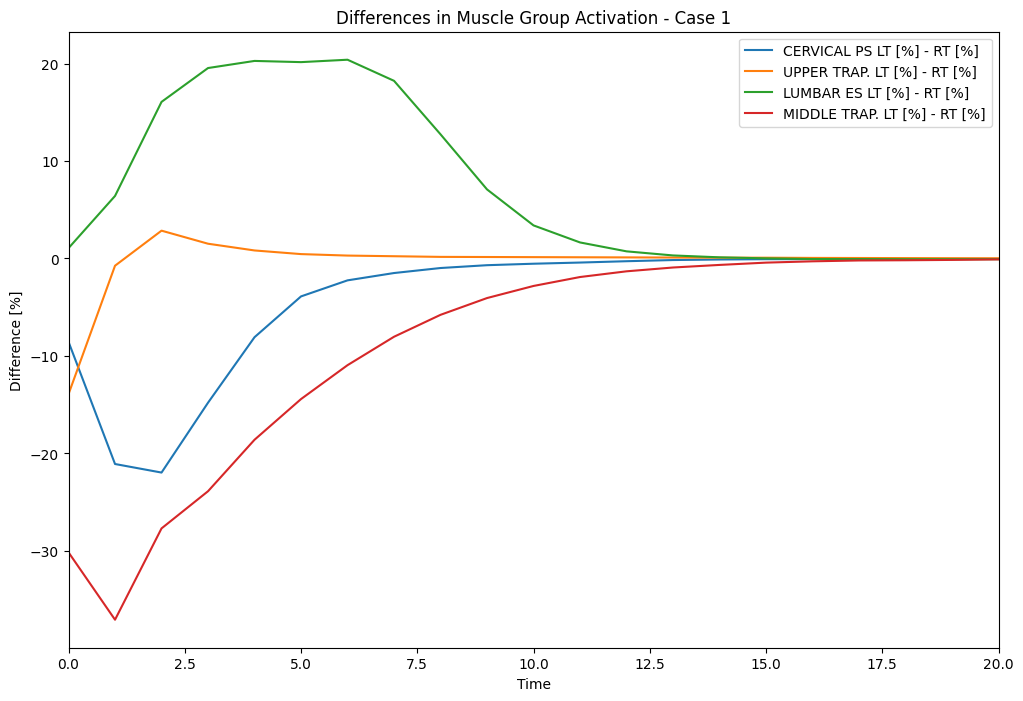 Differences in Muscle Group Activation - Case 1
CERVICAL PS LT [%] - RT [%]
UPPER TRAP. LT [%] - RT [%]
LUMBAR ES LT [%] - RT [%]
MIDDLE TRAP. LT [%] - RT [%]
Difference [%]
20
10
0
−10
−20
−30
0.0 2.5 5.0 7.5 10.0 12.5 15.0 17.5 20.0
Time